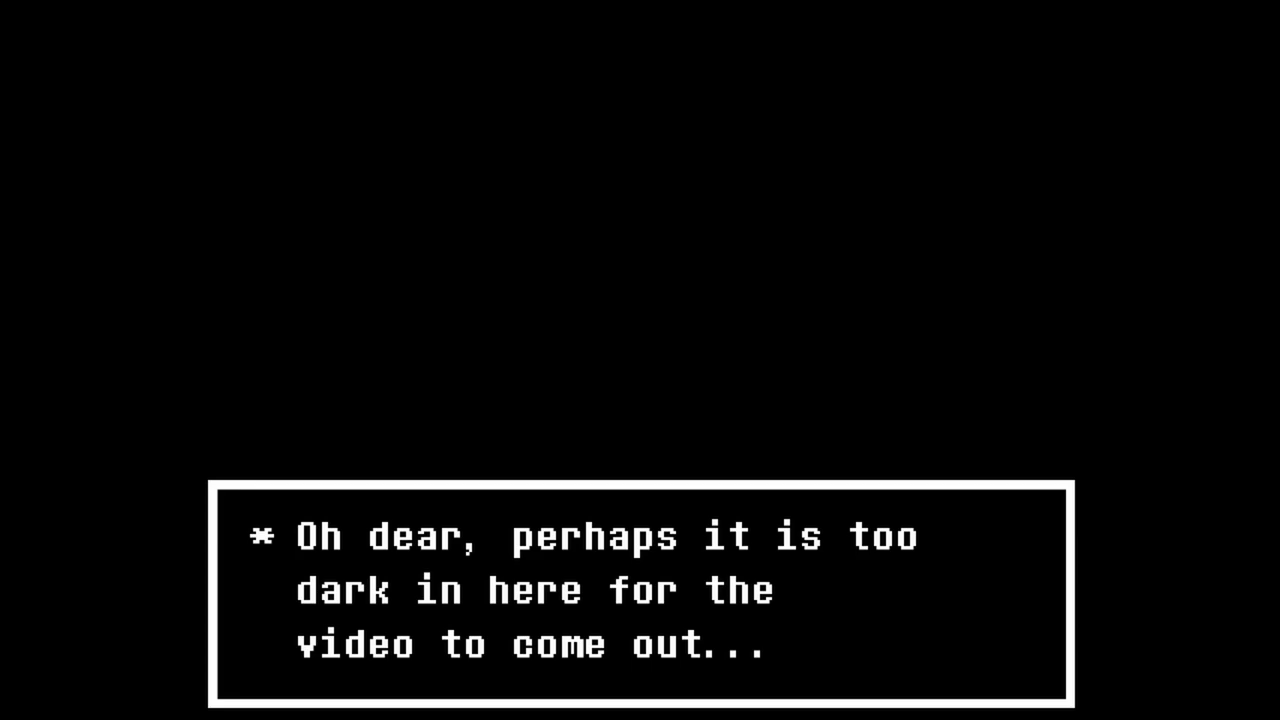 * Oh dear, perhaps it is too
dark in here for the
video to come out...